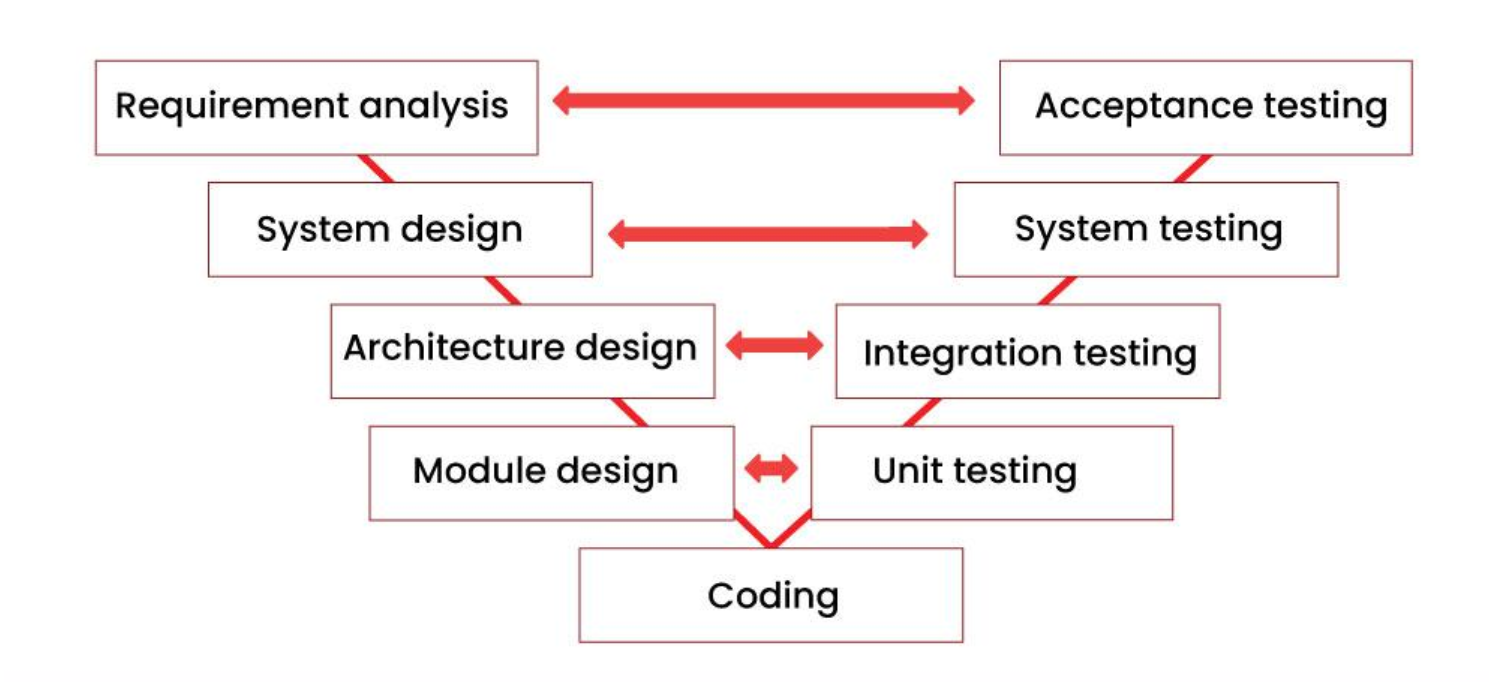 Requirement analysis
Acceptance testing
System design
System testing
Architecture design
Integration testing
Module design
Unit testing
Coding